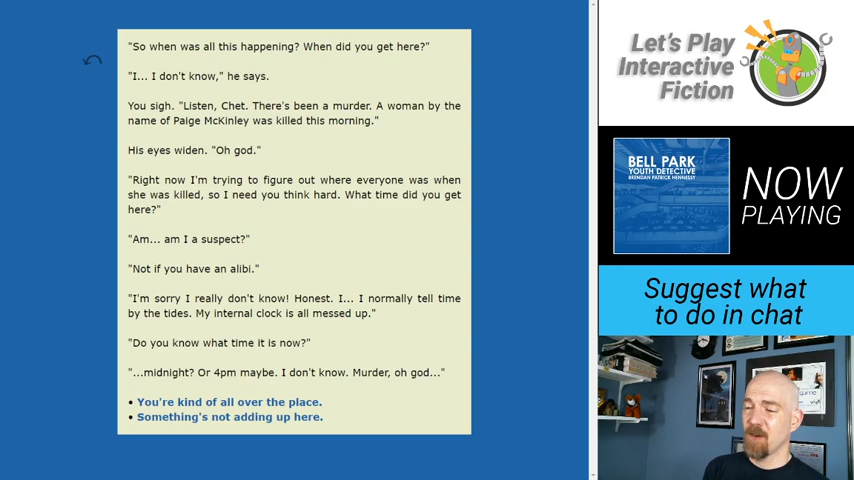 "So when was all this happening? When did you get here?"
"I... I don't know," he says.
You sigh. "Listen, Chet. There's been a murder. A woman by the
name of Paige McKinley was killed this morning."
His eyes widen. "Oh god."
"Right now I'm trying to figure out where everyone was when
she was killed, so I need you think hard. What time did you get
here?"
"Am... am I a suspect?"
"Not if you have an alibi."
"I'm sorry I really don't know! Honest. I... I normally tell time
by the tides. My internal clock is all messed up."
"Do you know what time it is now?"
"...midnight? Or 4pm maybe. I don't know. Murder, oh god..."
• You're kind of all over the place.
• Something's not adding up here.
Let's Play
Interactive
Fiction
BELL PARK
YOUTH DETECTIVE
BRENDAN PATRICK HENNESSY
NOW
PLAYING
Suggest what
to do in chat